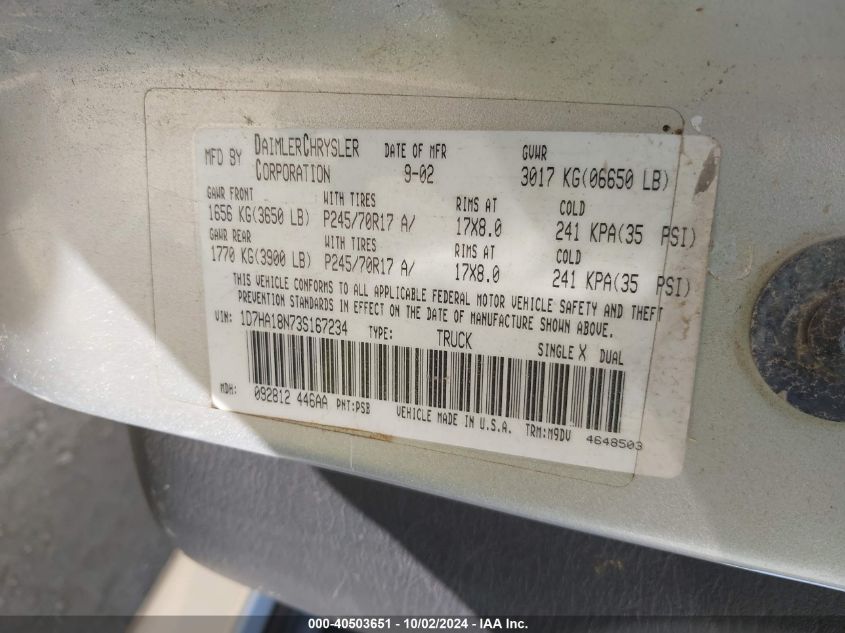 MFD BY DAIMLERCHRYSLER CORPORATION DATE OF MFR 9-02 GVWR 3017 KG(06650 LB)
GAWR FRONT WITH TIRES RIMS AT COLD
1656 KG(3650 LB) P245/70R17 A/ 17X8.0 241 KPA(35 PSI)
GAWR REAR WITH TIRES RIMS AT COLD
1770 KG(3900 LB) P245/70R17 A/ 17X8.0 241 KPA(35 PSI)
THIS VEHICLE CONFORMS TO ALL APPLICABLE FEDERAL MOTOR VEHICLE SAFETY AND THEFT
PREVENTION STANDARDS IN EFFECT ON THE DATE OF MANUFACTURE SHOWN ABOVE.
VIN: 1D7HA18N73S167234 TYPE: TRUCK SINGLE X DUAL
MDH: 092812 446AA PNT:PSB VEHICLE MADE IN U.S.A. TRM:M9DV 4648503
000-40503651 - 10/02/2024 - IAA Inc.